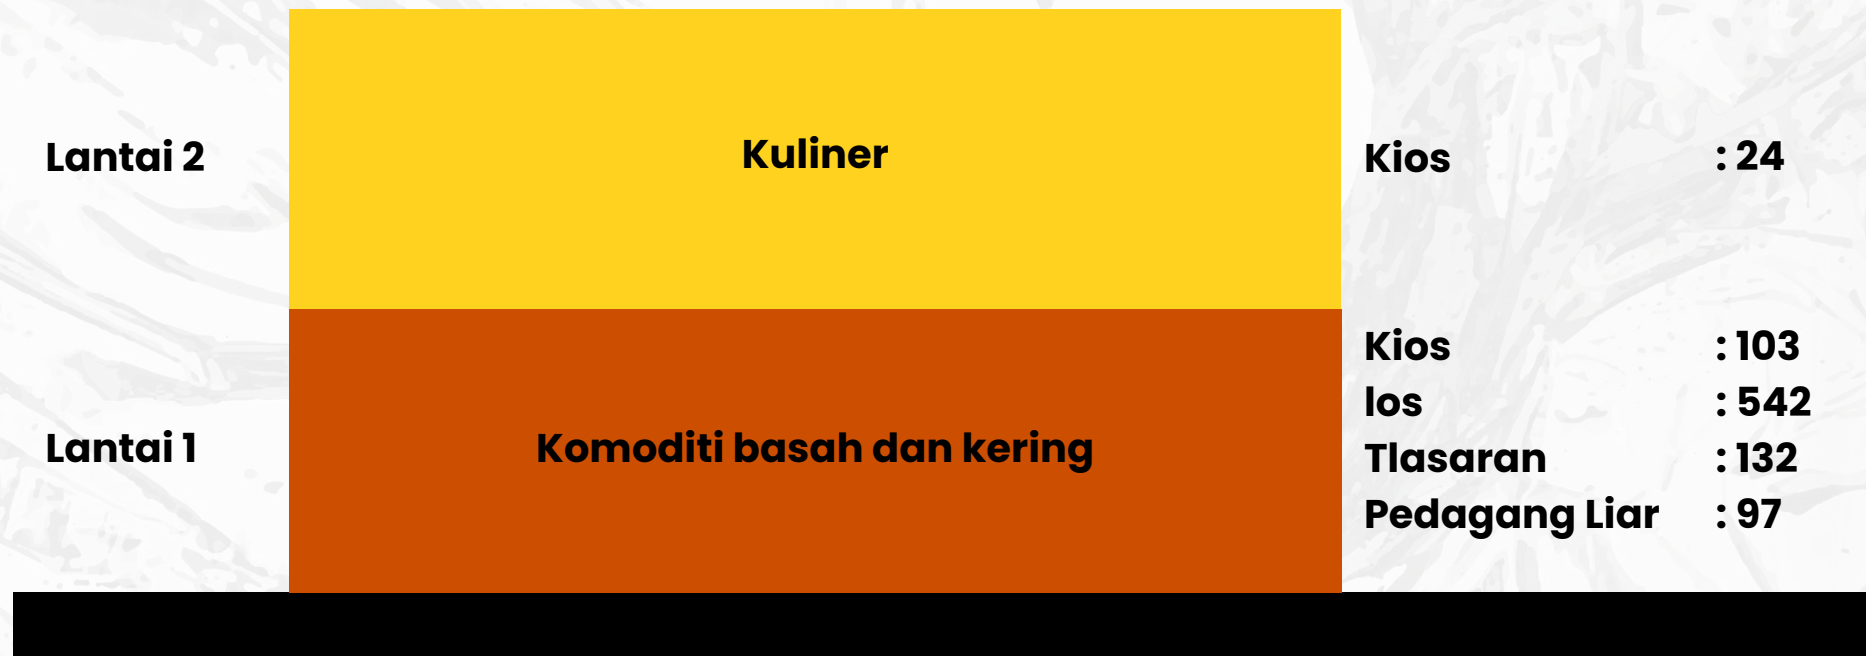 Lantai 2
Kuliner
Kios : 24
Lantai 1
Komoditi basah dan kering
Kios : 103
los : 542
Tlasaran : 132
Pedagang Liar : 97